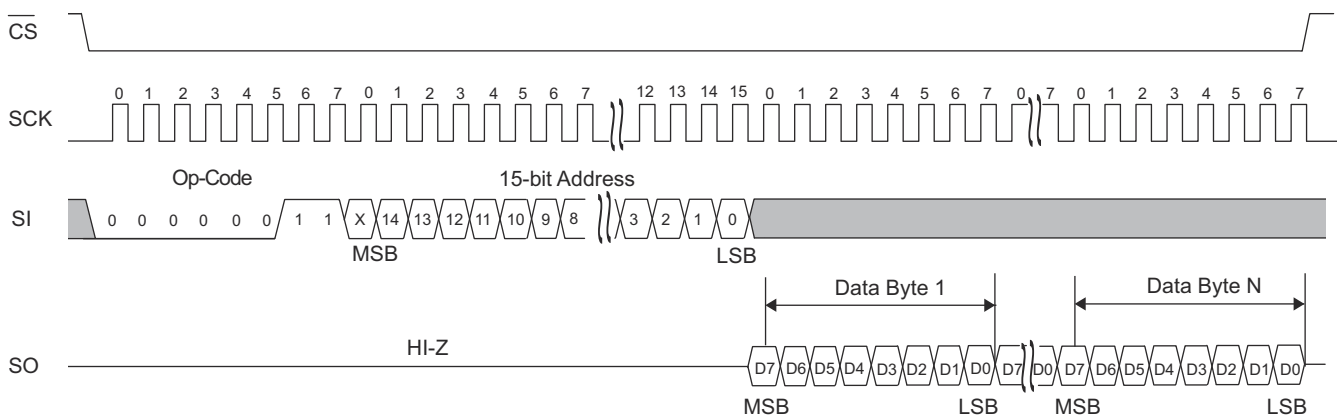 CS
0 1 2 3 4 5 6 7 0 1 2 3 4 5 6 7 12 13 14 15 0 1 2 3 4 5 6 7 0 7 0 1 2 3 4 5 6 7
SCK
Op-Code 15-bit Address
SI 0 0 0 0 0 0 1 1 X 14 13 12 11 10 9 8 3 2 1 0
MSB LSB
Data Byte 1 Data Byte N
HI-Z
SO D7 D6 D5 D4 D3 D2 D1 D0 D7 D0 D7 D6 D5 D4 D3 D2 D1 D0
MSB LSB MSB LSB